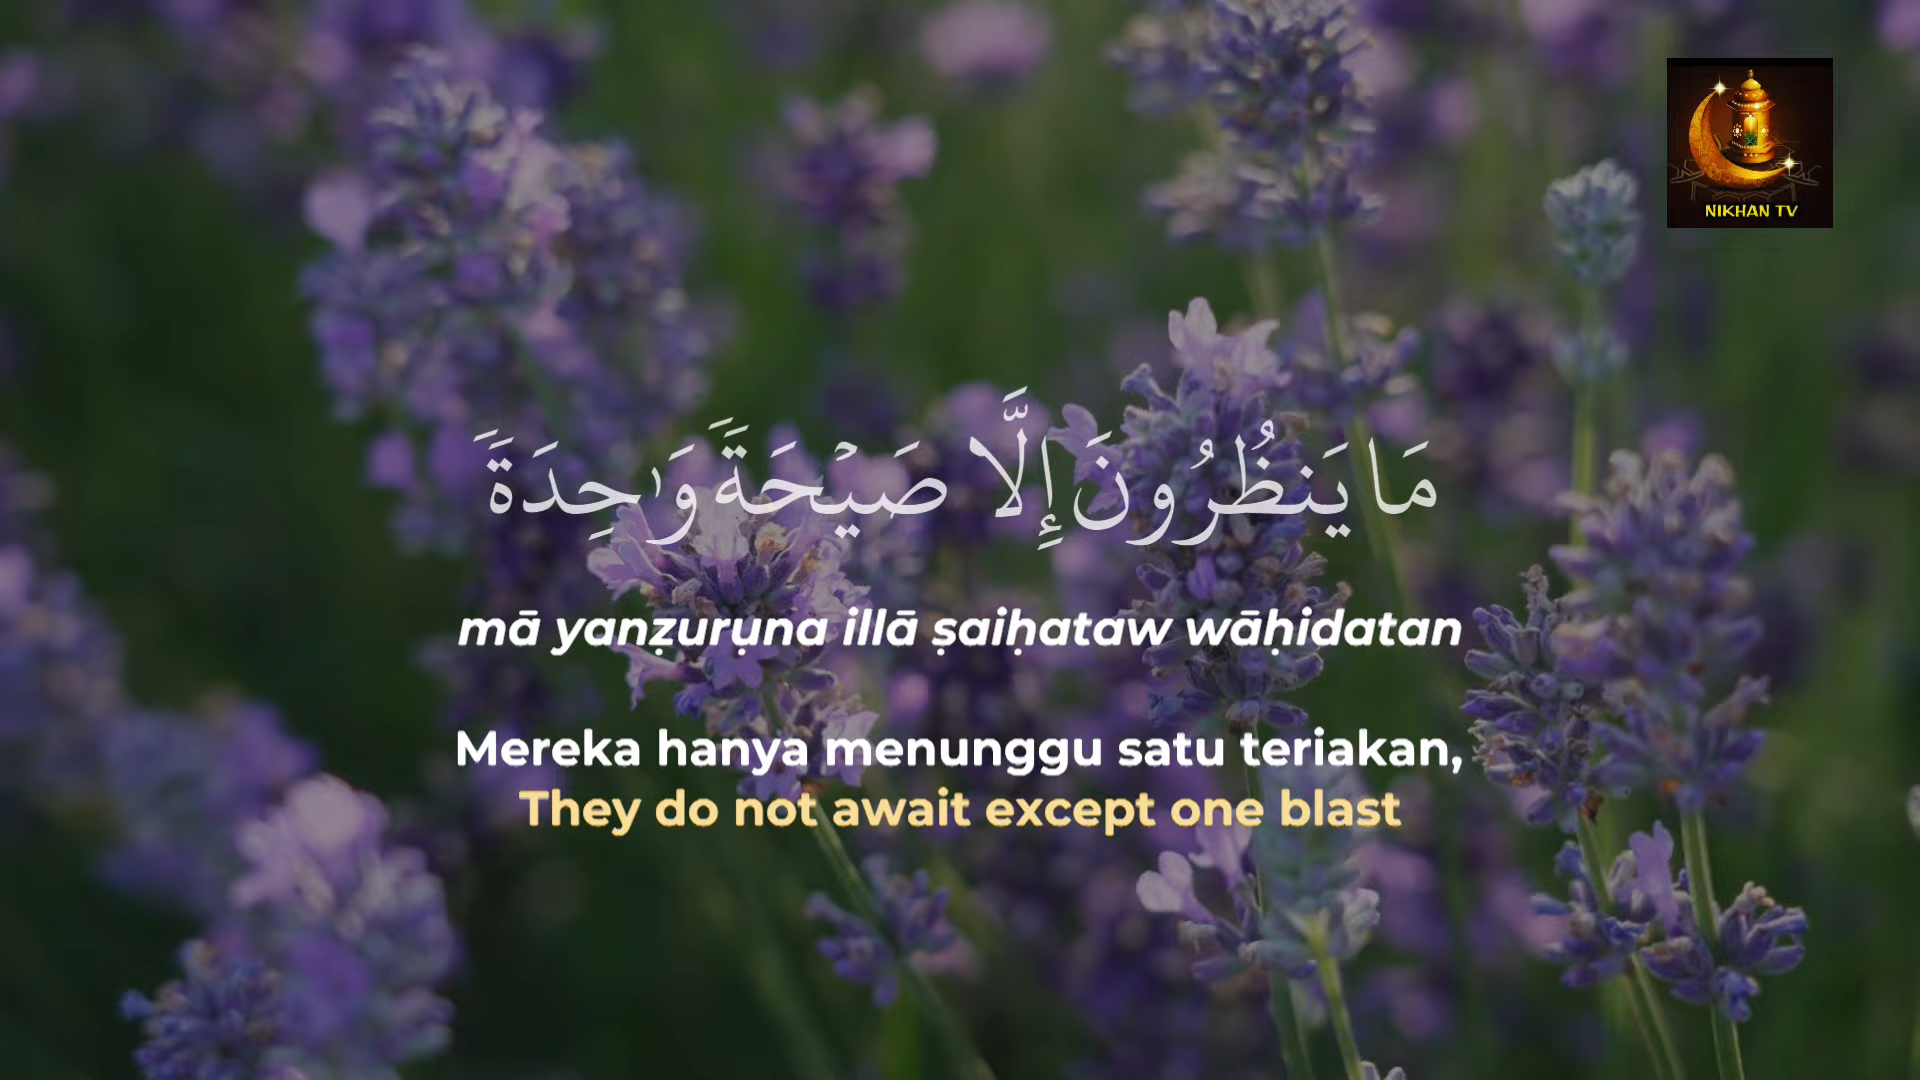 NIKHAN TV
مَا يَنظُرُونَ إِلَّا صَيْحَةً وَٰحِدَةً
mā yanẓurụna illā ṣaiḥataw wāḥidatan
Mereka hanya menunggu satu teriakan,
They do not await except one blast